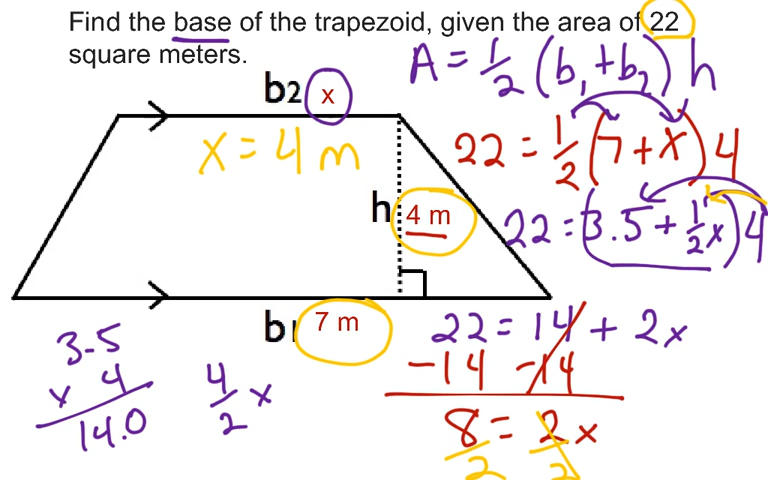 Find the base of the trapezoid, given the area of 22
square meters.
A = 1/2 (b₁ + b₂) h
b2 x
x = 4 m
22 = 1/2 (7 + x) 4
h 4 m
22 = (3.5 + 1/2 x) 4
b1 7 m
22 = 14 + 2x
-14 -14
8/2 = 2/2 x
3.5
x 4
14.0
4/2 x